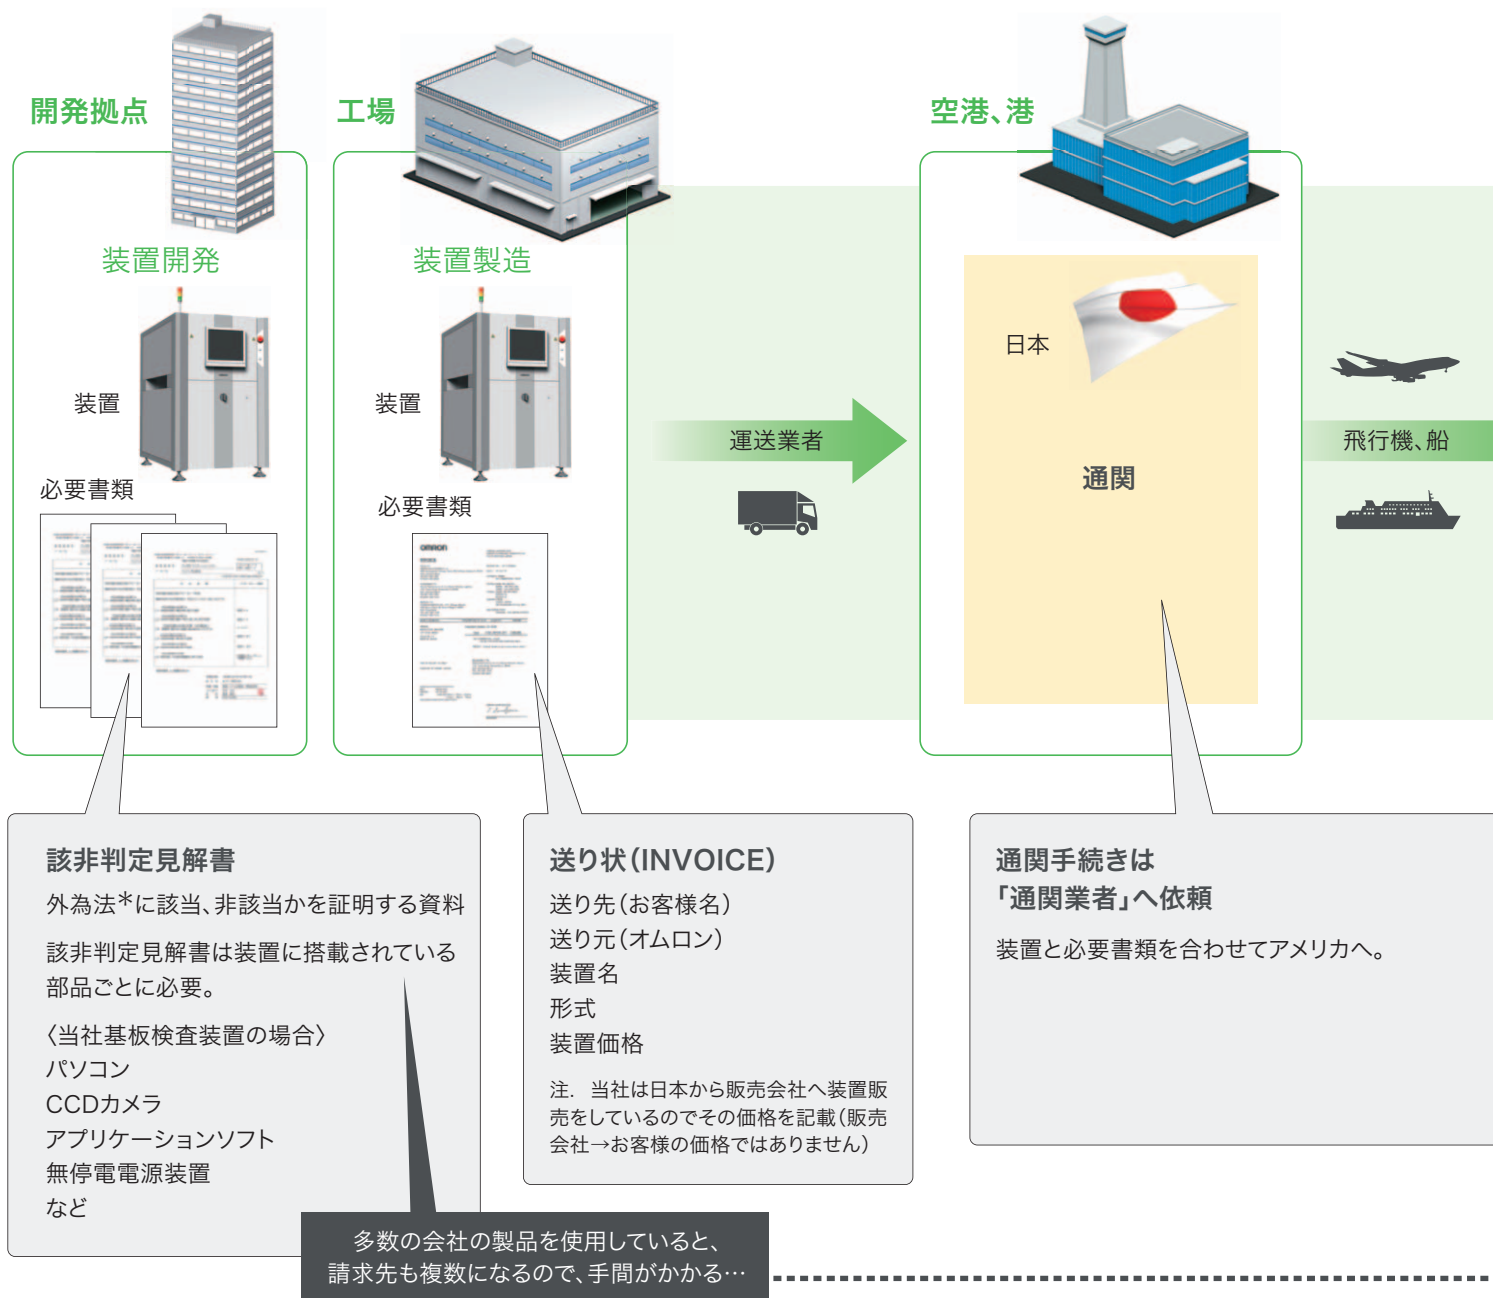 開発拠点
工場
空港、港
装置開発
装置製造
日本
装置
装置
運送業者
飛行機、船
通関
必要書類
必要書類
OMRON
該非判定見解書
外為法*に該当、非該当かを証明する資料
該非判定見解書は装置に搭載されている
部品ごとに必要。
〈当社基板検査装置の場合〉
パソコン
CCDカメラ
アプリケーションソフト
無停電電源装置
など
多数の会社の製品を使用していると、
請求先も複数になるので、手間がかかる…
送り状(INVOICE)
送り先(お客様名)
送り元(オムロン)
装置名
形式
装置価格
注. 当社は日本から販売会社へ装置販
売をしているのでその価格を記載(販売
会社→お客様の価格ではありません)
通関手続きは
「通関業者」へ依頼
装置と必要書類を合わせてアメリカへ。